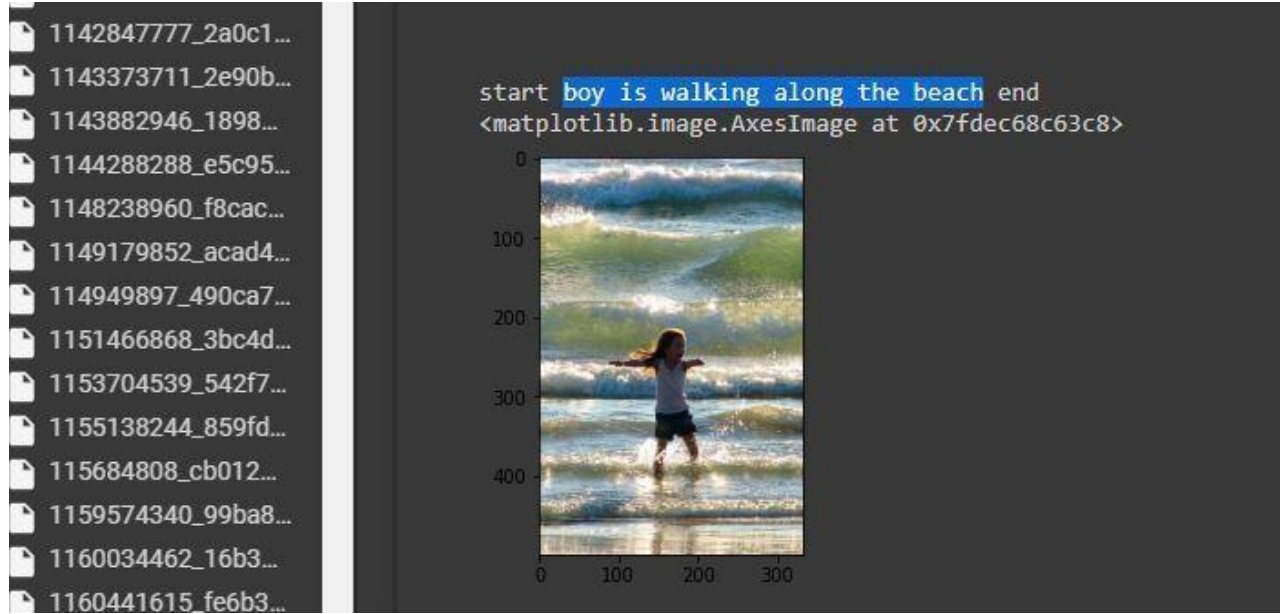 1142847777_2a0c1...
1143373711_2e90b...
1143882946_1898...
1144288288_e5c95...
1148238960_f8cac...
1149179852_acad4...
114949897_490ca7...
1151466868_3bc4d...
1153704539_542f7...
1155138244_859fd...
115684808_cb012...
1159574340_99ba8...
1160034462_16b3...
1160441615_fe6b3...
start boy is walking along the beach end
<matplotlib.image.AxesImage at 0x7fdec68c63c8>
0
100
200
300
400
0 100 200 300